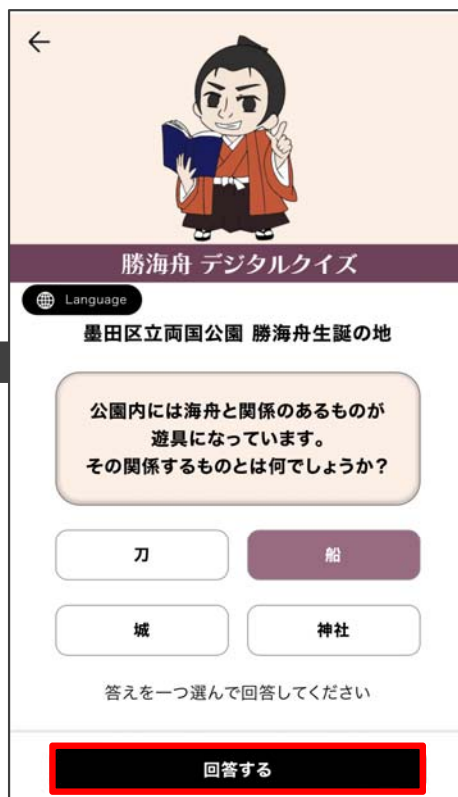 勝海舟 デジタルクイズ
Language
墨田区立両国公園 勝海舟生誕の地
公園内には海舟と関係のあるものが
遊具になっています。
その関係するものとは何でしょうか？
刀
船
城
神社
答えを一つ選んで回答してください
回答する